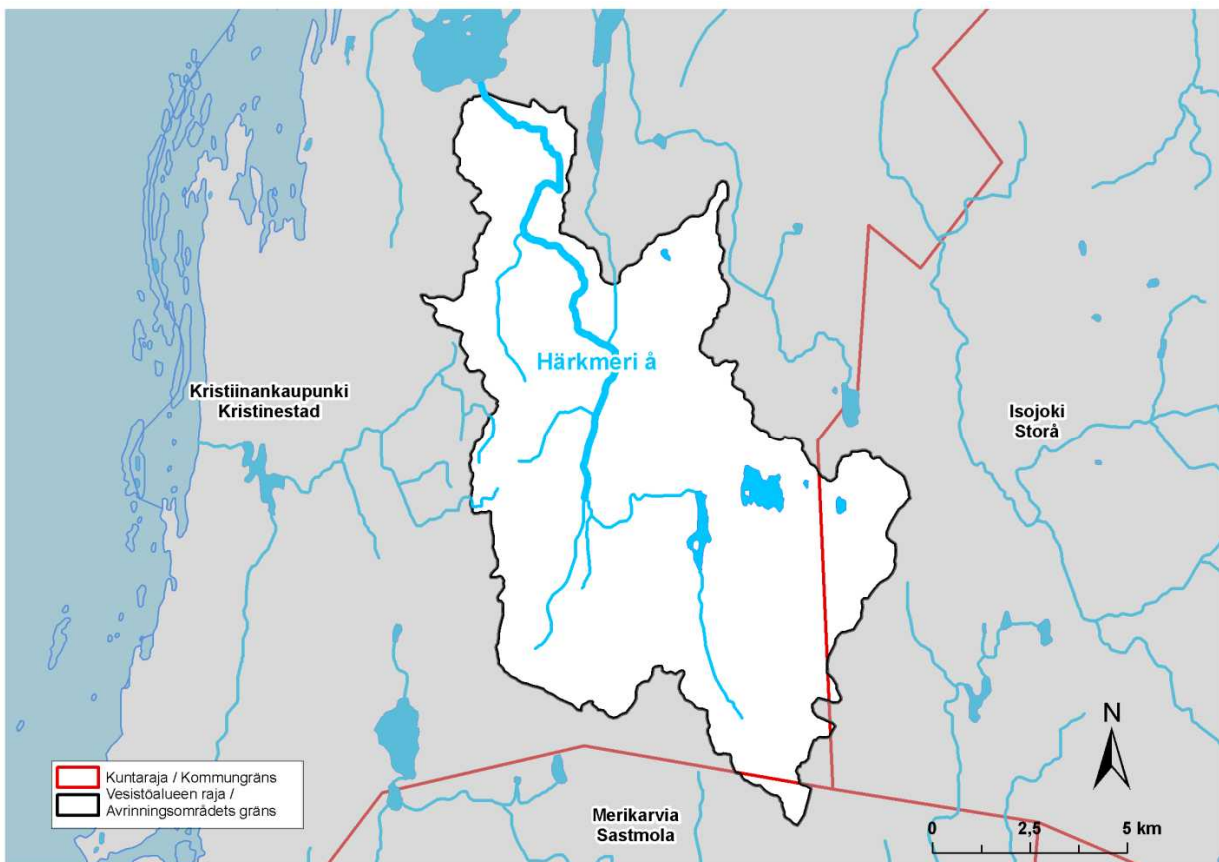 Härkmeri å
Kristiinankaupunki
Kristinestad
Isojoki
Storå
Merikarvia
Sastmola
Kuntaraja / Kommungräns
Vesistöalueen raja /
Avrinningsområdets gräns
N
0 2,5 5 km